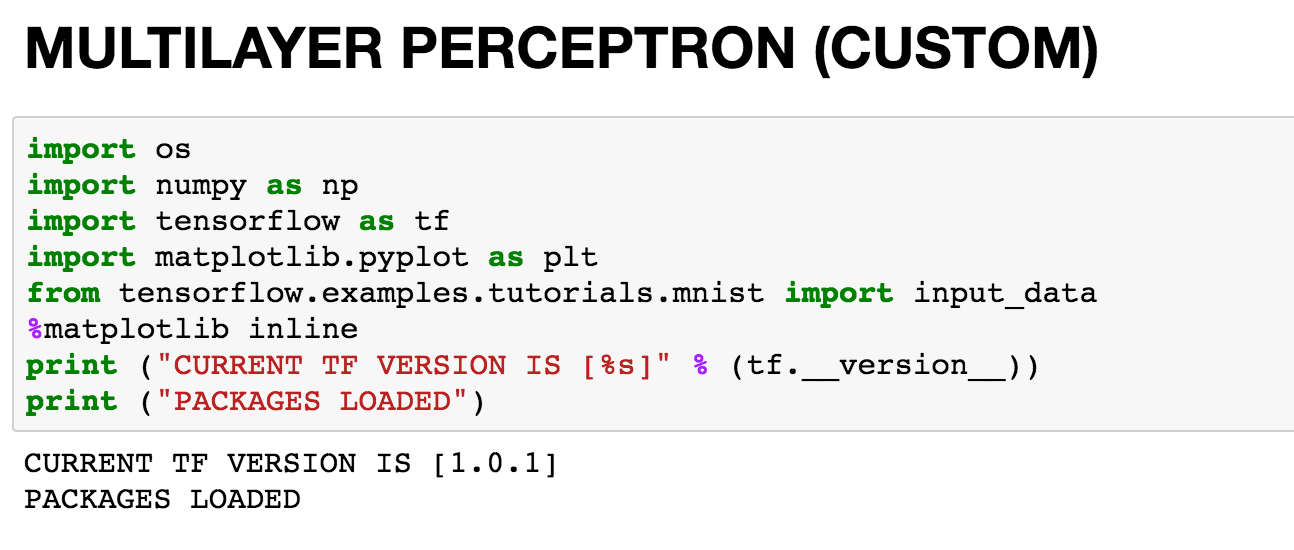 MULTILAYER PERCEPTRON (CUSTOM)
import os
import numpy as np
import tensorflow as tf
import matplotlib.pyplot as plt
from tensorflow.examples.tutorials.mnist import input_data
%matplotlib inline
print ("CURRENT TF VERSION IS [%s]" % (tf.__version__))
print ("PACKAGES LOADED")
CURRENT TF VERSION IS [1.0.1]
PACKAGES LOADED